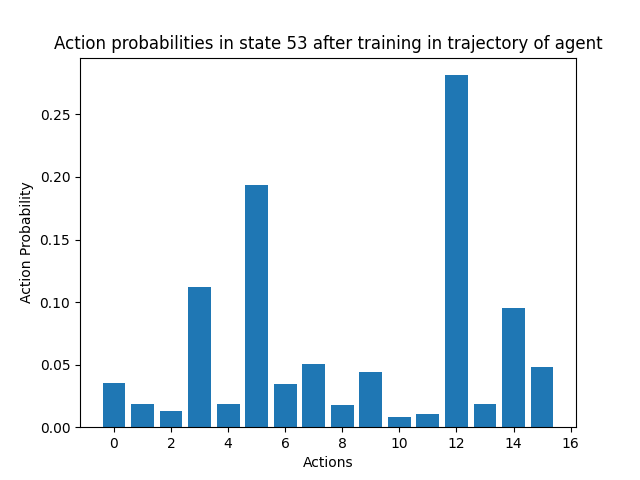 Action probabilities in state 53 after training in trajectory of agent
0.25
0.20
0.15
0.10
0.05
0.00
Action Probability
0 2 4 6 8 10 12 14 16
Actions